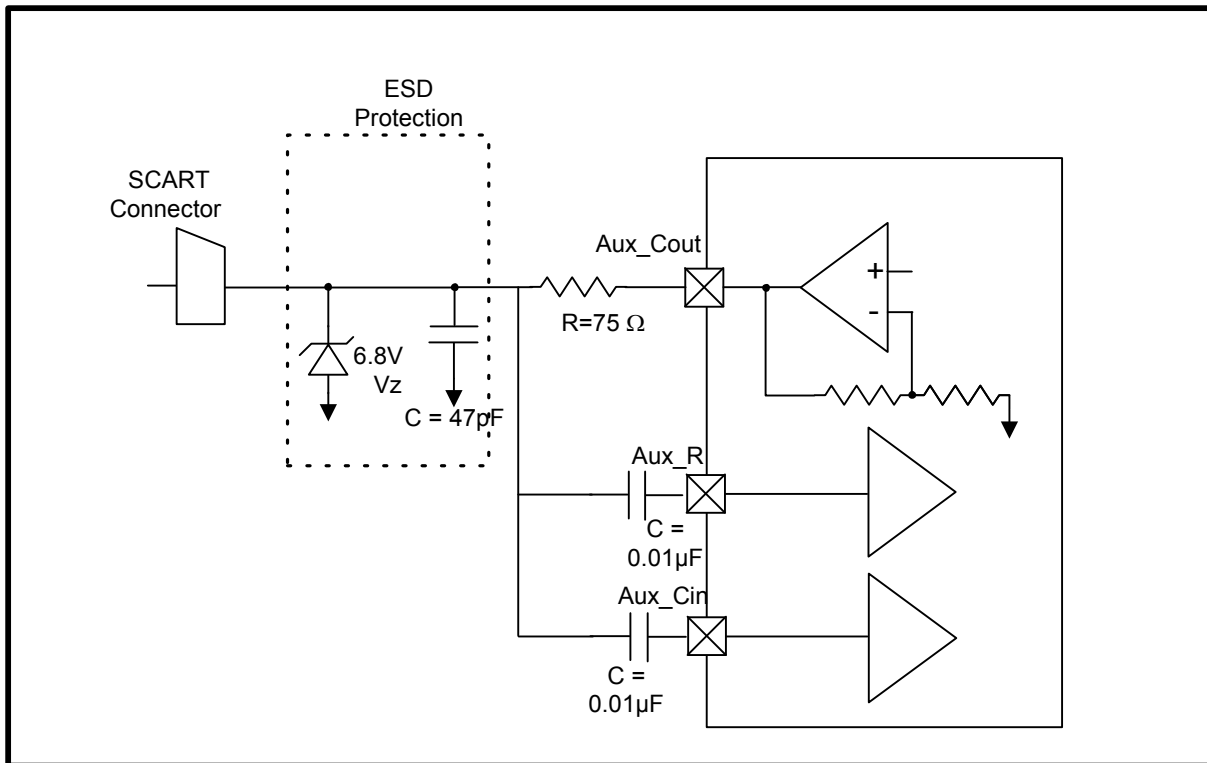 ESD
Protection
SCART
Connector
Aux_Cout
+
-
R=75 Ω
6.8V
Vz
C = 47pF
Aux_R
C =
0.01µF
Aux_Cin
C =
0.01µF